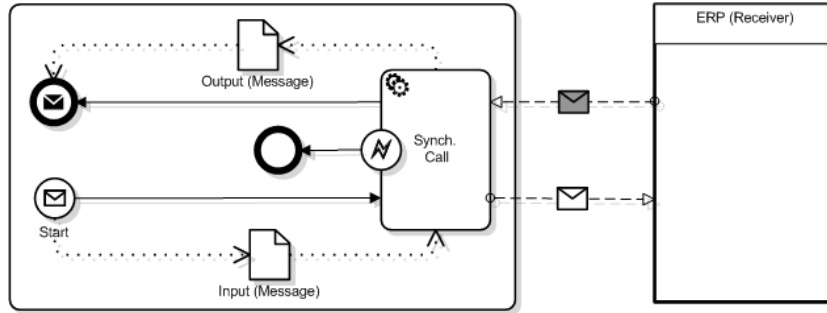 ERP (Receiver)
Output (Message)
Synch.
Call
Start
Input (Message)